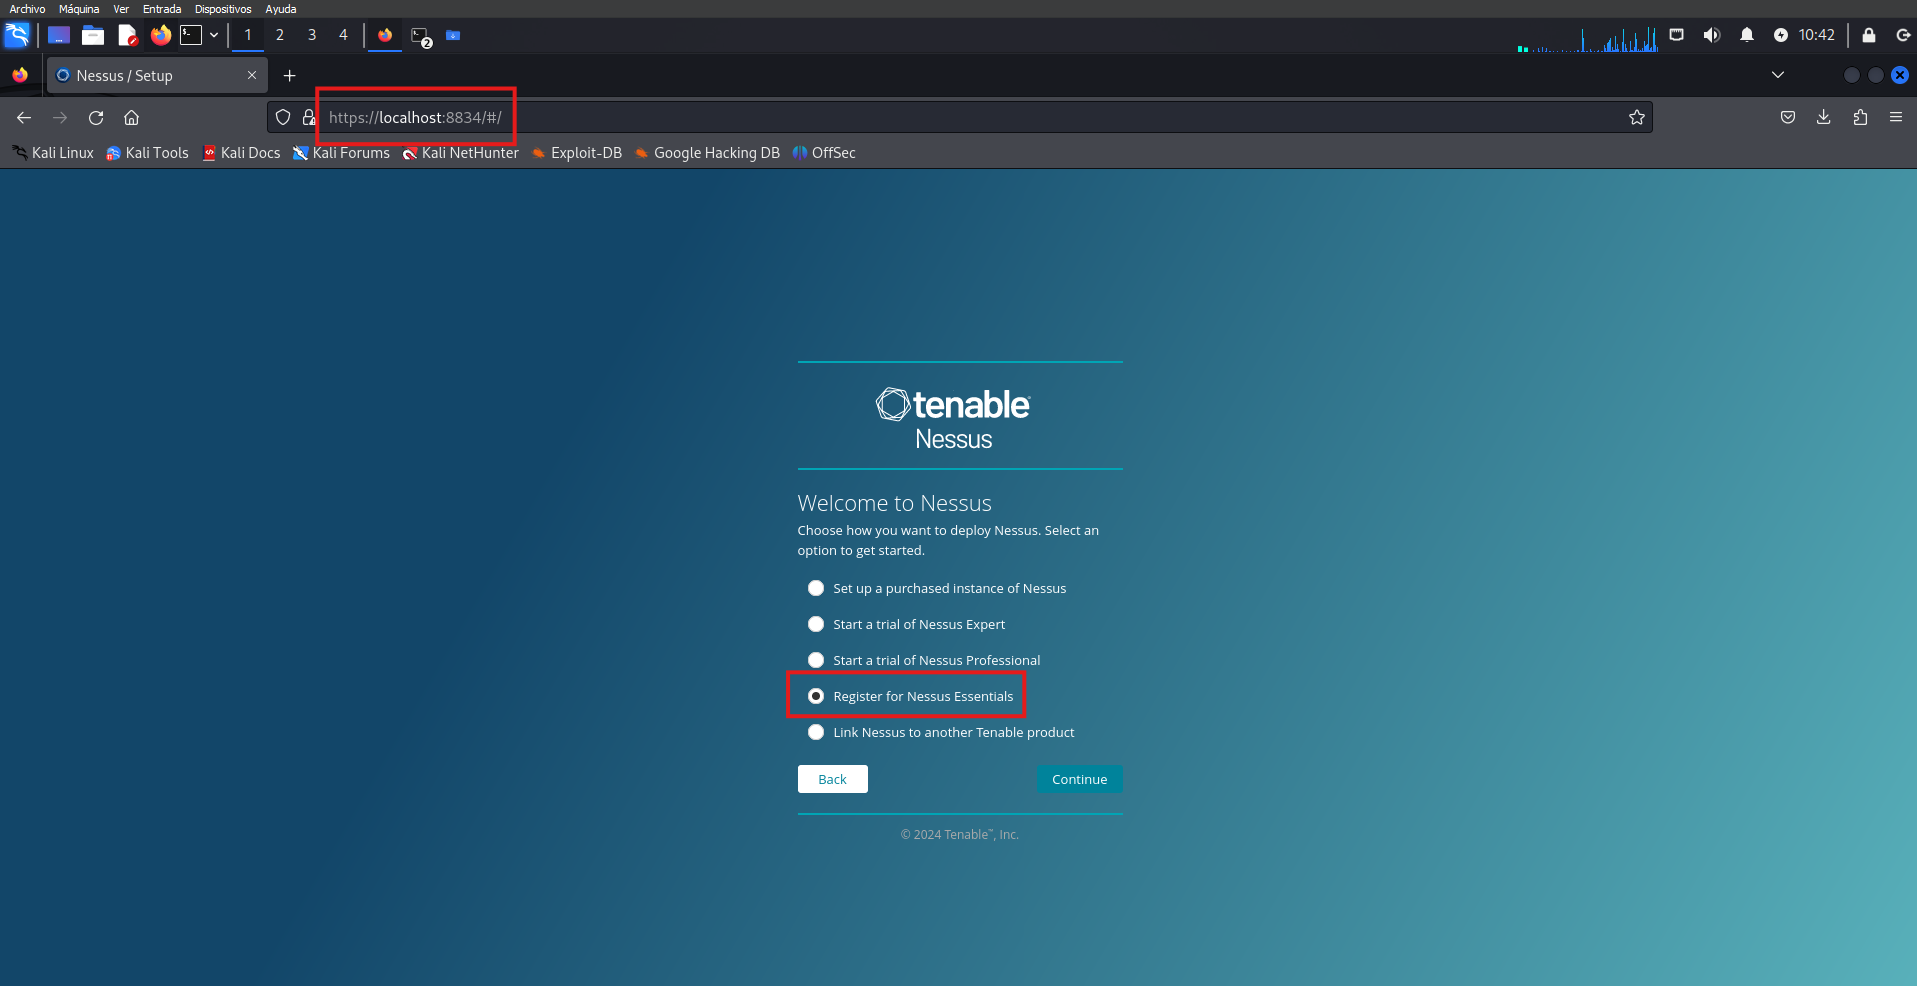 Archivo Máquina Ver Entrada Dispositivos Ayuda
1 2 3 4 2 10:42
Nessus / Setup
https://localhost:8834/#/
Kali Linux Kali Tools Kali Docs Kali Forums Kali NetHunter Exploit-DB Google Hacking DB OffSec
tenable
Nessus
Welcome to Nessus
Choose how you want to deploy Nessus. Select an
option to get started.
Set up a purchased instance of Nessus
Start a trial of Nessus Expert
Start a trial of Nessus Professional
Register for Nessus Essentials
Link Nessus to another Tenable product
Back Continue
© 2024 Tenable™, Inc.